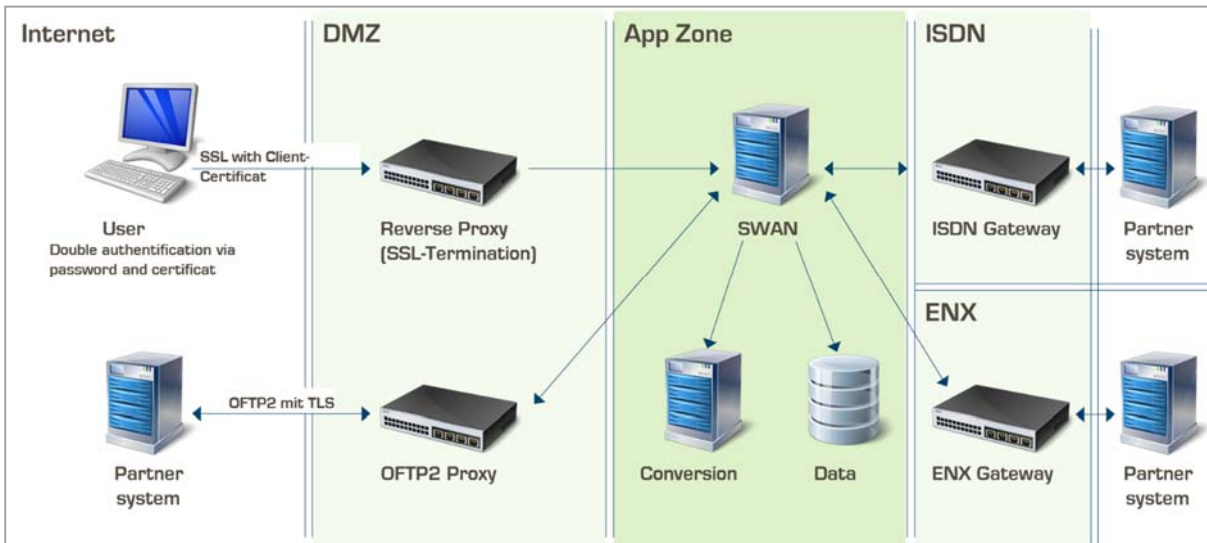 Internet
DMZ
App Zone
ISDN
SSL with Client-
Certificat
User
Double authentification via
password and certificat
Reverse Proxy
(SSL-Termination)
SWAN
ISDN Gateway
Partner
system
ENX
OFTP2 mit TLS
Partner
system
OFTP2 Proxy
Conversion
Data
ENX Gateway
Partner
system